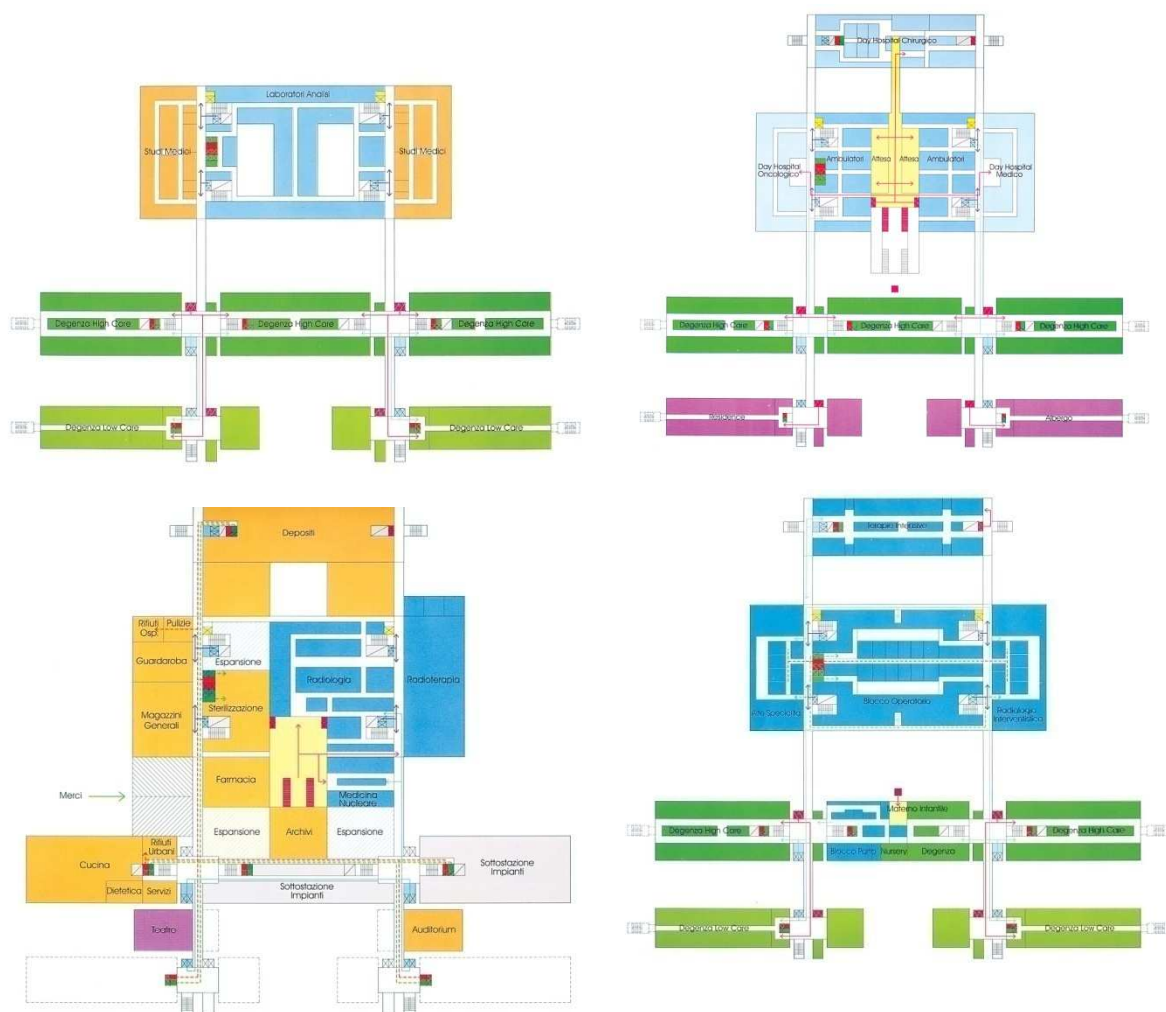 Laboratori Analisi
Studi Medici
Studi Medici
Degenza High Care
Degenza High Care
Degenza High Care
Degenza Low Care
Degenza Low Care
Day Hospital Chirurgico
Ambulatori
Attesa
Attesa
Ambulatori
Day Hospital
Oncologico
Day Hospital
Medico
Degenza High Care
Degenza High Care
Degenza High Care
Residence
Albergo
Depositi
Rifiuti
Osp.
Pulizie
Guardaroba
Magazzini
Generali
Espansione
Sterilizzazione
Radiologia
Radioterapia
Farmacia
Medicina
Nucleare
Merci
Espansione
Archivi
Espansione
Rifiuti
Urbani
Cucina
Dietetica
Servizi
Sottostazione
Impianti
Sottostazione
Impianti
Teatro
Auditorium
Terapie Intensive
Blocco Operatorio
Alta Specialità
Radiologia
Interventistica
Materno Infantile
Degenza High Care
Degenza High Care
Blocco Parto
Nursery
Degenza
Degenza Low Care
Degenza Low Care